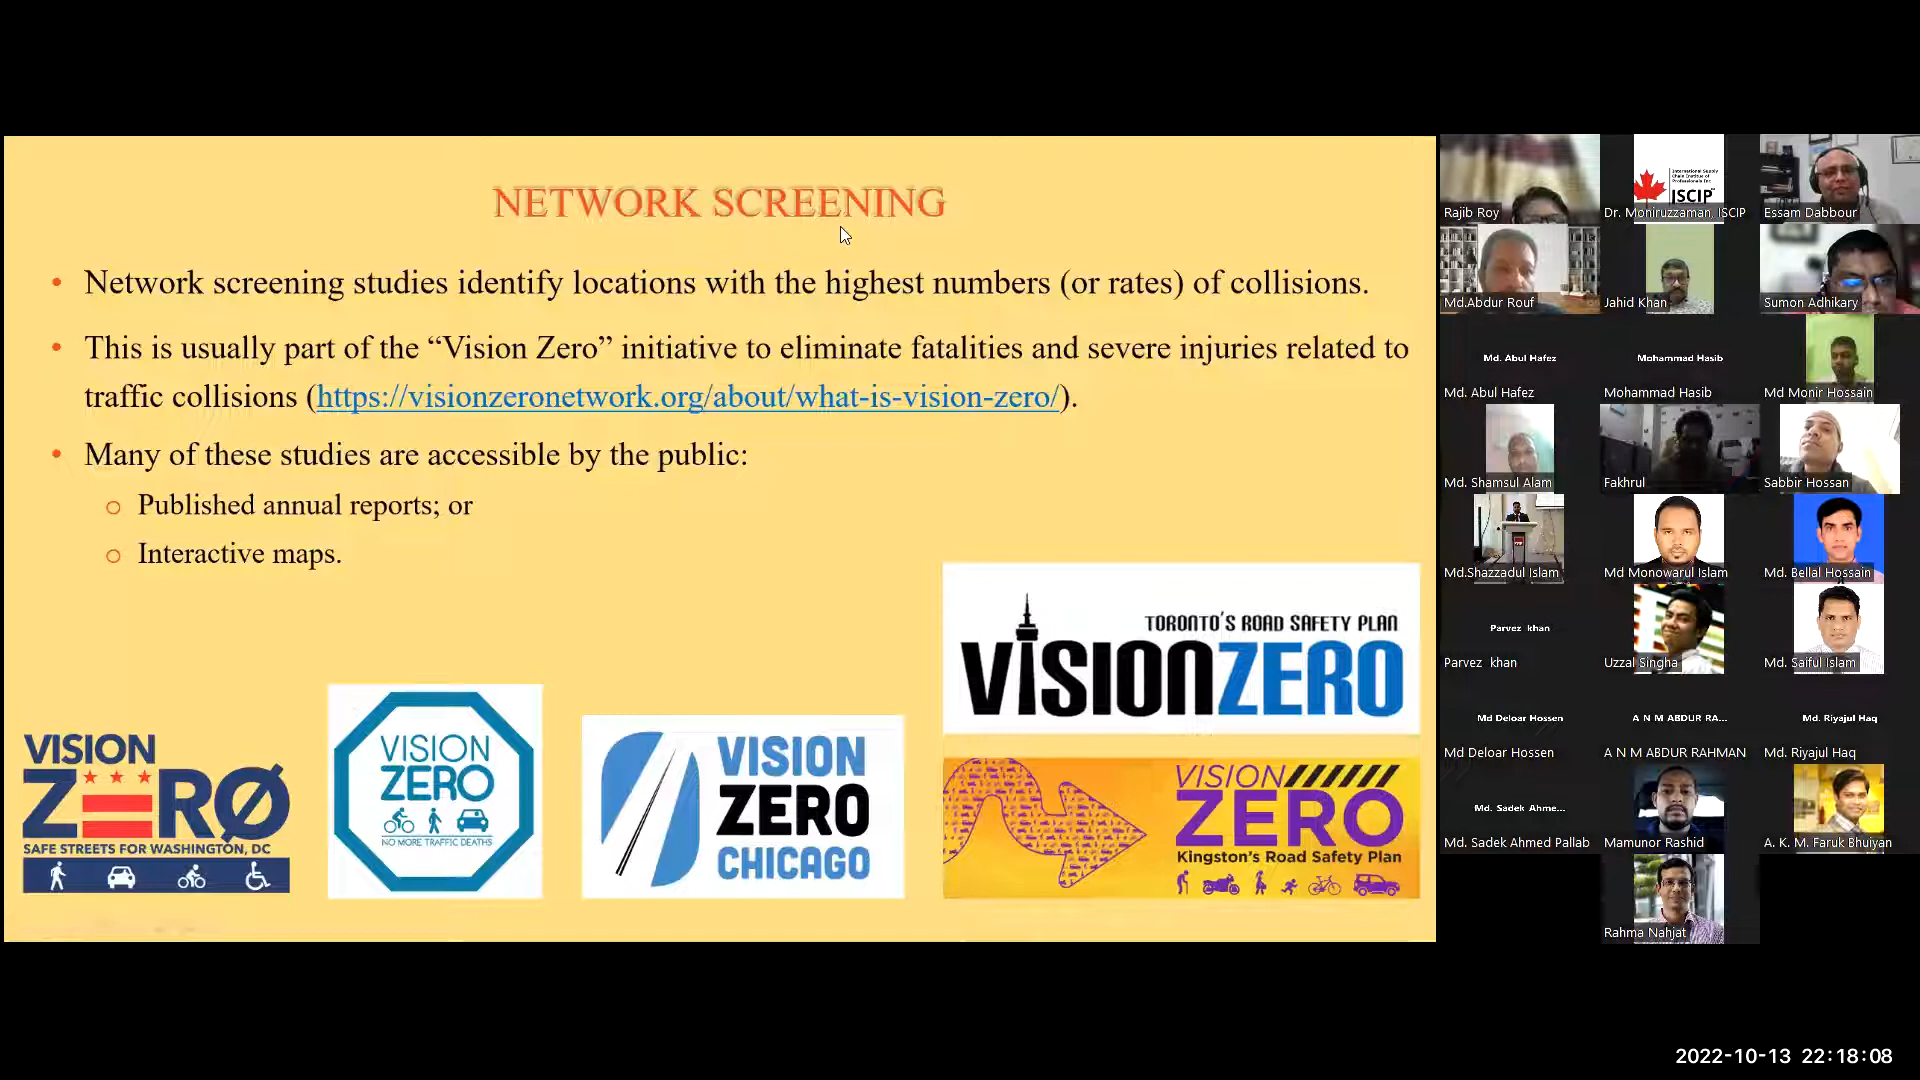 NETWORK SCREENING
• Network screening studies identify locations with the highest numbers (or rates) of collisions.
• This is usually part of the “Vision Zero” initiative to eliminate fatalities and severe injuries related to
traffic collisions (https://visionzeronetwork.org/about/what-is-vision-zero/).
• Many of these studies are accessible by the public:
o Published annual reports; or
o Interactive maps.
VISION
ZERØ
SAFE STREETS FOR WASHINGTON, DC
VISION
ZERO
NO MORE TRAFFIC DEATHS
VISION
ZERO
CHICAGO
TORONTO'S ROAD SAFETY PLAN
VISIONZERO
VISION
ZERO
Kingston's Road Safety Plan
Rajib Roy
International Supply
Chain Institute of
Professionals Inc
ISCIP
Dr. Moniruzzaman, ISCIP
Essam Dabbour
Md.Abdur Rouf
Jahid Khan
Sumon Adhikary
Md. Abul Hafez
Md. Abul Hafez
Mohammad Hasib
Mohammad Hasib
Md Monir Hossain
Md. Shamsul Alam
Fakhrul
Sabbir Hossan
Md.Shazzadul Islam
Md Monowarul Islam
Md. Bellal Hossain
Parvez khan
Parvez khan
Uzzal Singha
Md. Saiful Islam
Md Deloar Hossen
Md Deloar Hossen
A N M ABDUR RA...
A N M ABDUR RAHMAN
Md. Riyajul Haq
Md. Riyajul Haq
Md. Sadek Ahme...
Md. Sadek Ahmed Pallab
Mamunor Rashid
A. K. M. Faruk Bhuiyan
Rahma Nahjat
2022-10-13 22:18:08